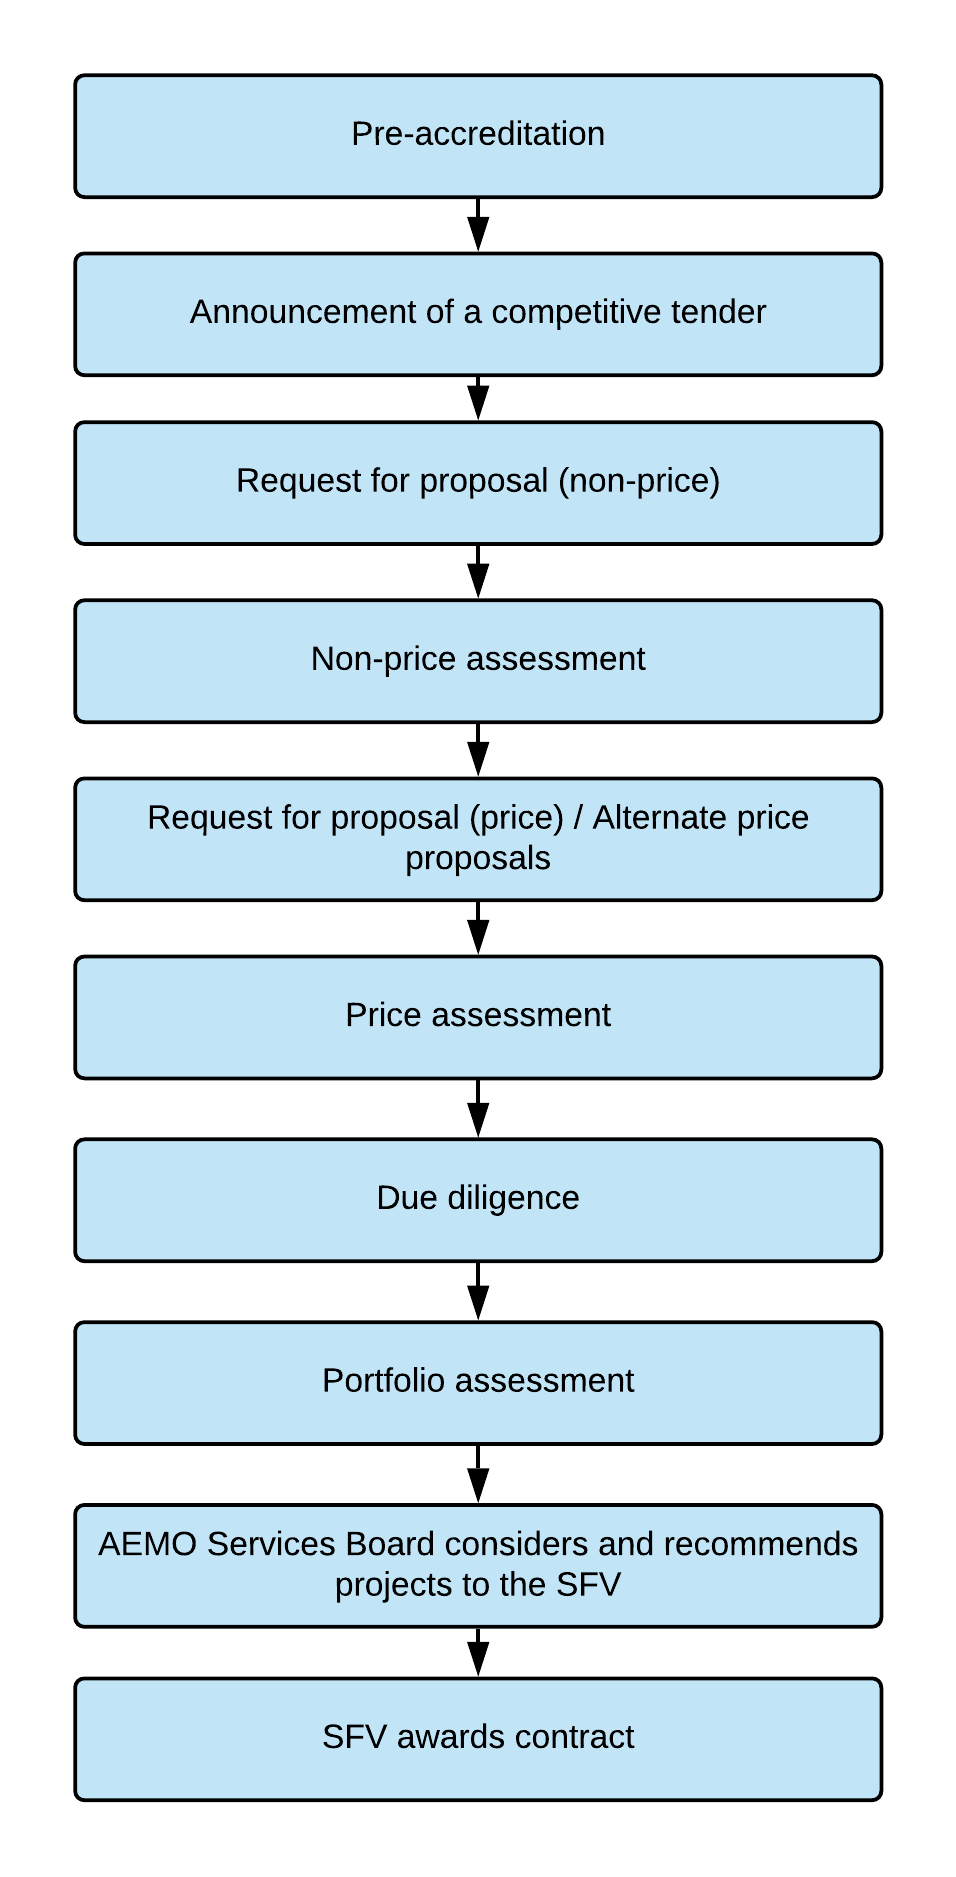 Pre-accreditation
Announcement of a competitive tender
Request for proposal (non-price)
Non-price assessment
Request for proposal (price) / Alternate price
proposals
Price assessment
Due diligence
Portfolio assessment
AEMO Services Board considers and recommends
projects to the SFV
SFV awards contract